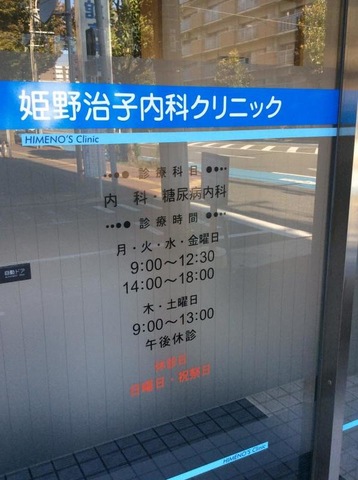 姫野治子内科クリニック
HIMENO'S Clinic
診療科目
内 科・糖尿病内科
診療時間
月・火・水・金曜日
9:00〜12:30
14:00〜18:00
木・土曜日
9:00〜13:00
午後休診
休診日
日曜日・祝祭日
自動ドア
HIMENO'S Clinic